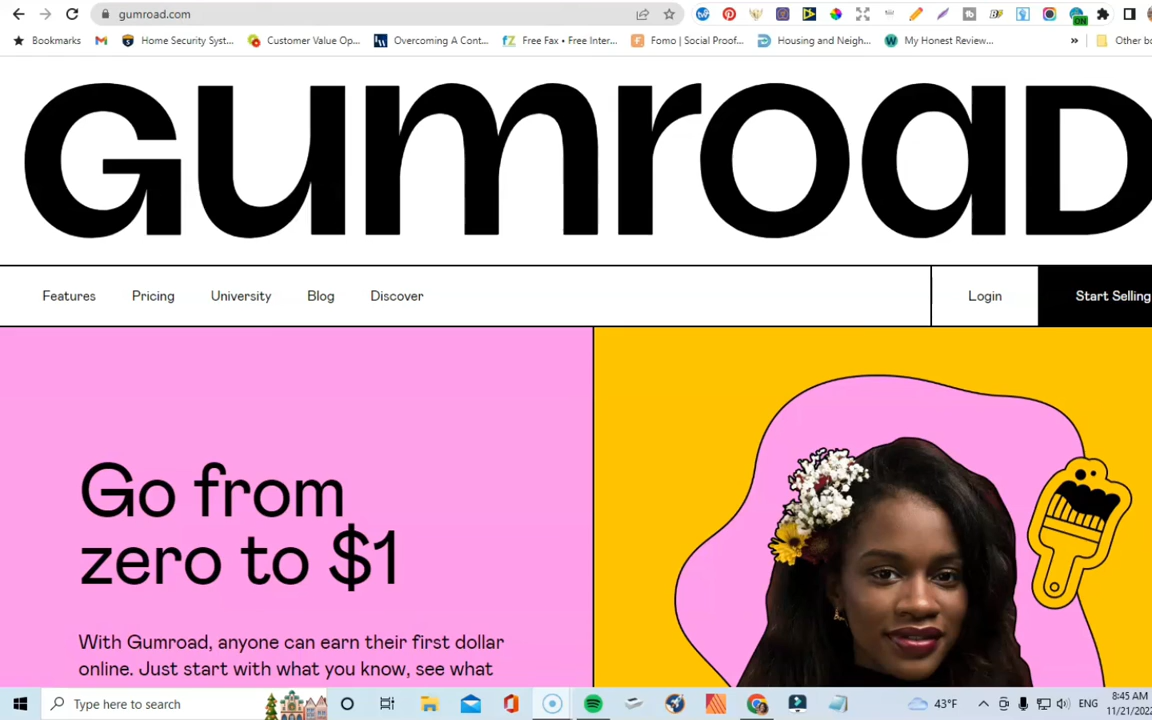 gumroad.com
Bookmarks
Home Security Syst...
Customer Value Op...
Overcoming A Cont...
Free Fax • Free Inter...
Fomo | Social Proof...
Housing and Neigh...
My Honest Review...
»
Other bo
Gumroad
Features
Pricing
University
Blog
Discover
Login
Start Selling
Go from
zero to $1
With Gumroad, anyone can earn their first dollar
online. Just start with what you know, see what
Type here to search
43°F
ENG
8:45 AM
11/21/2022
ON